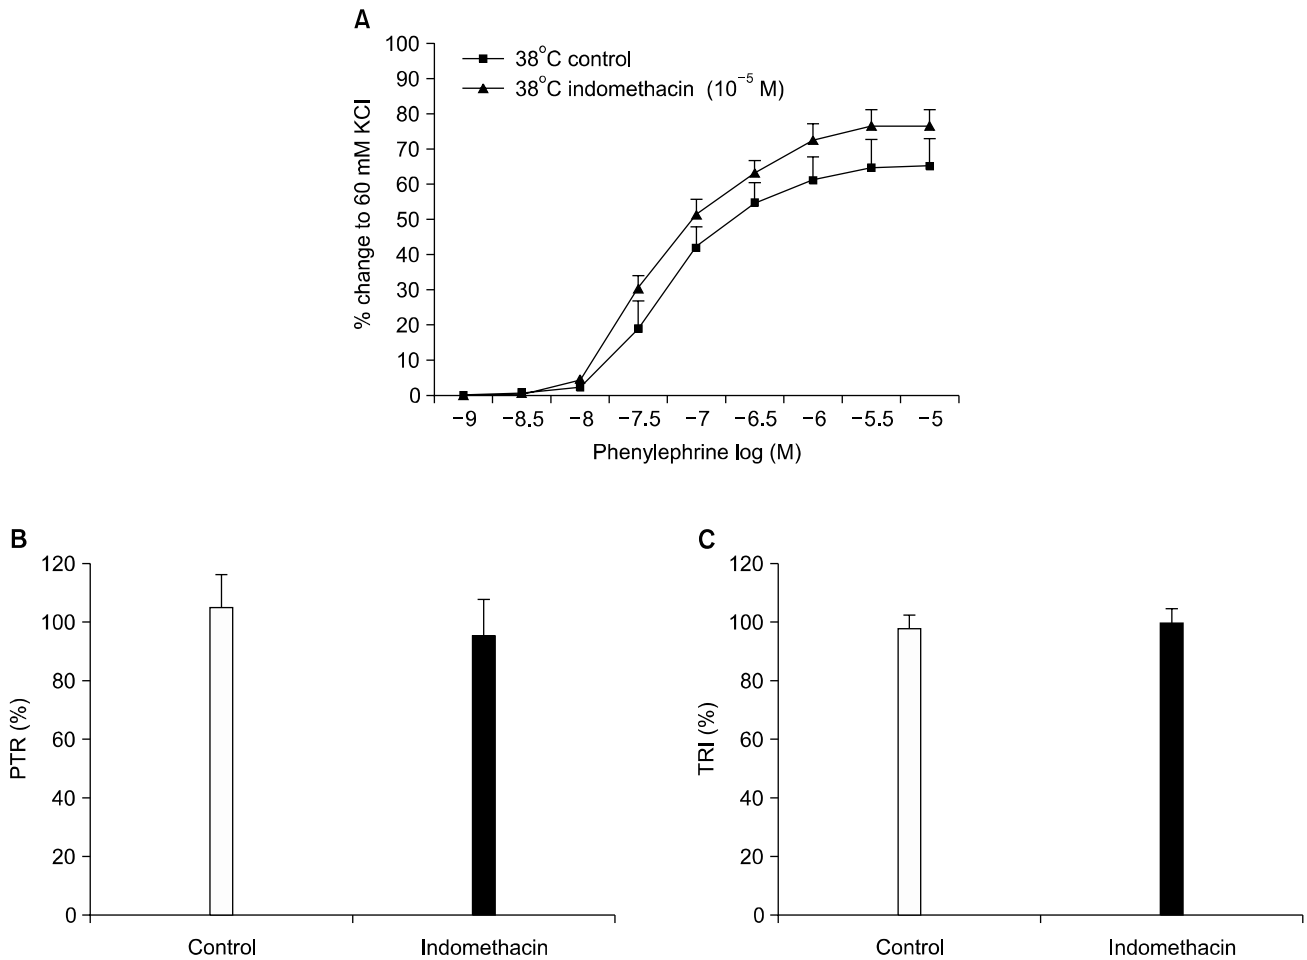 A
100
90
80
70
60
50
40
30
20
10
0
% change to 60 mM KCl
38°C control
38°C indomethacin (10⁻⁵ M)
−9 −8.5 −8 −7.5 −7 −6.5 −6 −5.5 −5
Phenylephrine log (M)
B
120
100
80
60
40
20
0
PTR (%)
Control Indomethacin
C
120
100
80
60
40
20
0
TRI (%)
Control Indomethacin